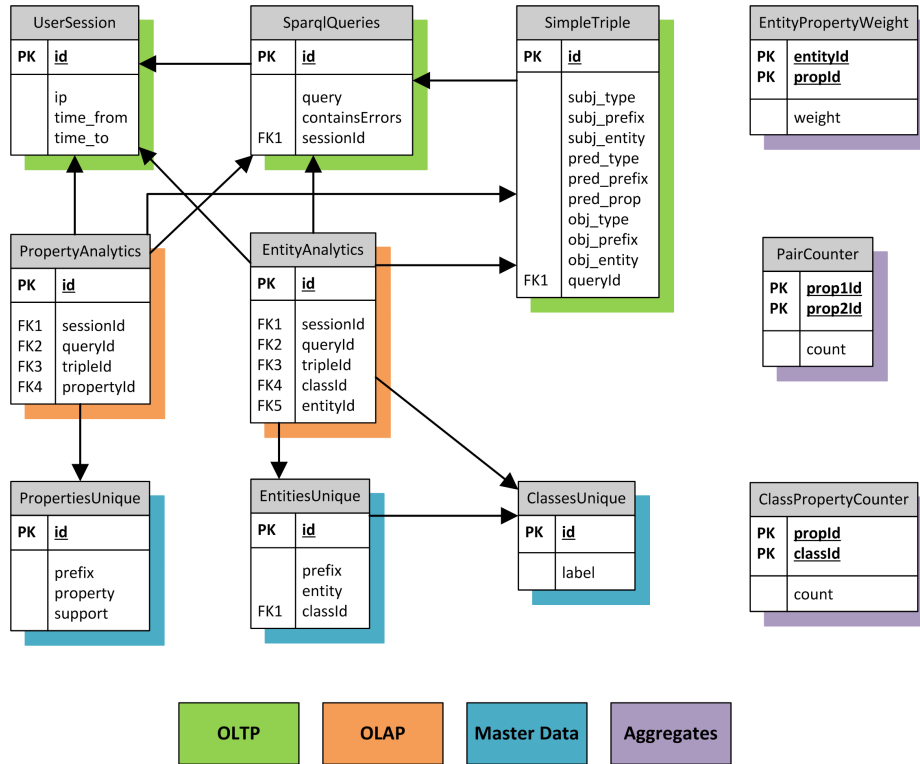 UserSession
PK id
ip
time_from
time_to
SparqlQueries
PK id
query
containsErrors
FK1 sessionId
SimpleTriple
PK id
subj_type
subj_prefix
subj_entity
pred_type
pred_prefix
pred_prop
obj_type
obj_prefix
obj_entity
FK1 queryId
EntityPropertyWeight
PK entityId
PK propId
weight
PropertyAnalytics
PK id
FK1 sessionId
FK2 queryId
FK3 tripleId
FK4 propertyId
EntityAnalytics
PK id
FK1 sessionId
FK2 queryId
FK3 tripleId
FK4 classId
FK5 entityId
PairCounter
PK prop1Id
PK prop2Id
count
PropertiesUnique
PK id
prefix
property
support
EntitiesUnique
PK id
prefix
entity
FK1 classId
ClassesUnique
PK id
label
ClassPropertyCounter
PK propId
PK classId
count
OLTP
OLAP
Master Data
Aggregates